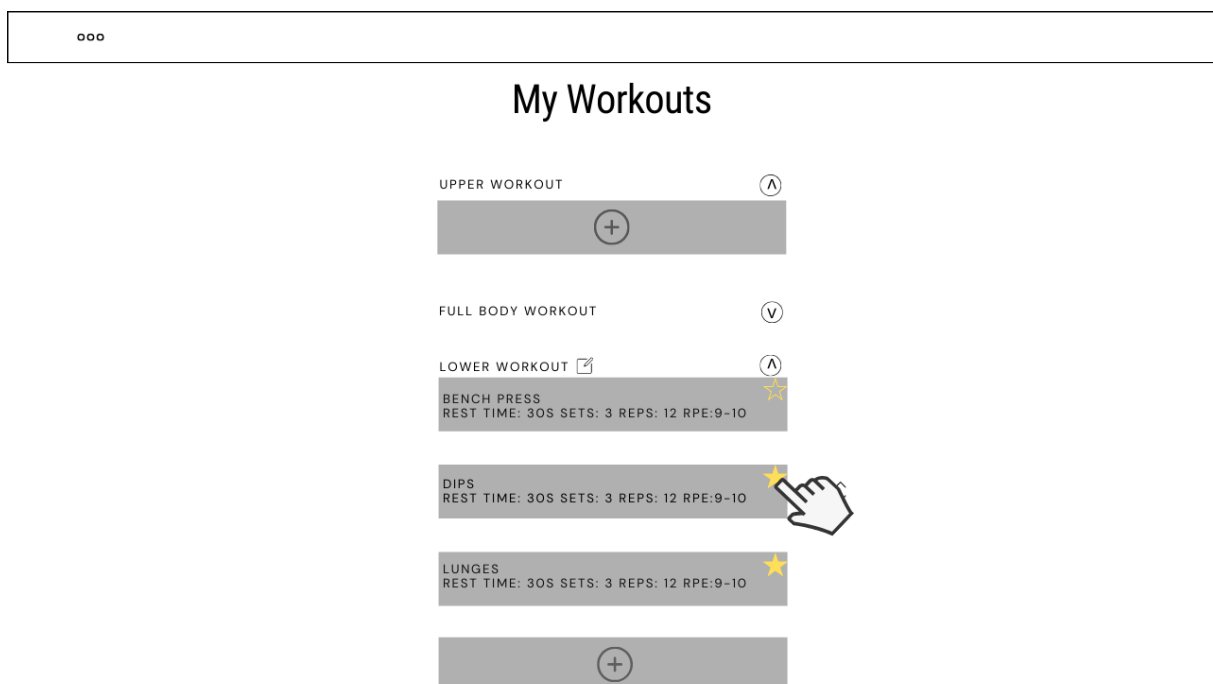 My Workouts
UPPER WORKOUT
FULL BODY WORKOUT
LOWER WORKOUT
BENCH PRESS
REST TIME: 30S SETS: 3 REPS: 12 RPE:9-10
DIPS
REST TIME: 30S SETS: 3 REPS: 12 RPE:9-10
LUNGES
REST TIME: 30S SETS: 3 REPS: 12 RPE:9-10